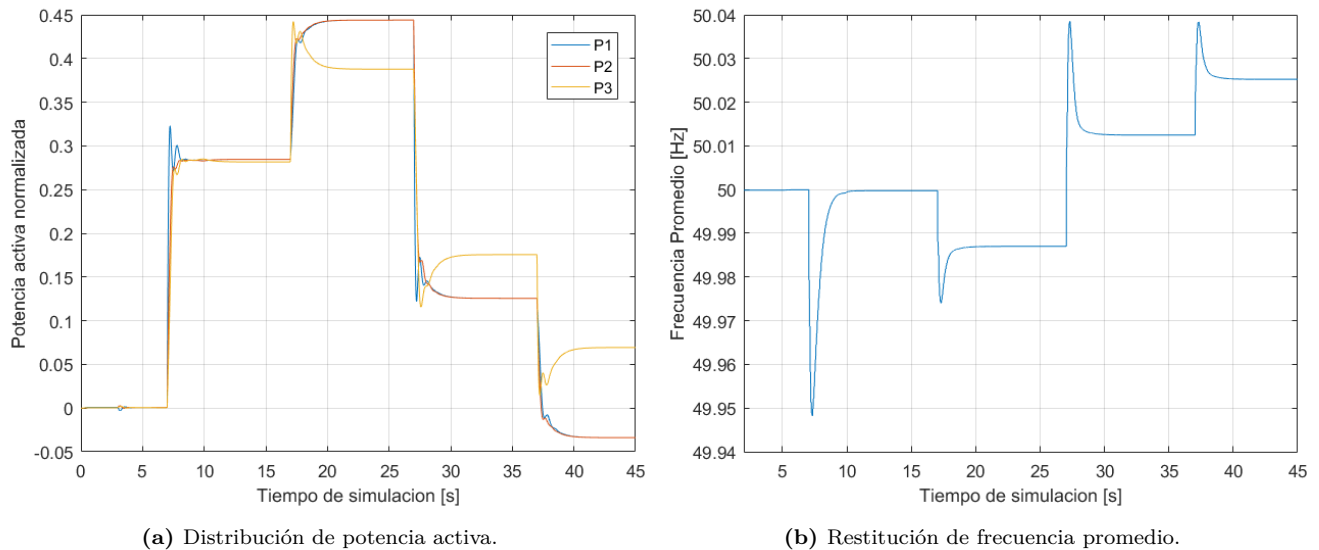 0.45
0.4
0.35
0.3
0.25
0.2
0.15
0.1
0.05
0
-0.05
Potencia activa normalizada
P1
P2
P3
0 5 10 15 20 25 30 35 40 45
Tiempo de simulacion [s]
(a) Distribución de potencia activa.
50.04
50.03
50.02
50.01
50
49.99
49.98
49.97
49.96
49.95
49.94
Frecuencia Promedio [Hz]
5 10 15 20 25 30 35 40 45
Tiempo de simulacion [s]
(b) Restitución de frecuencia promedio.